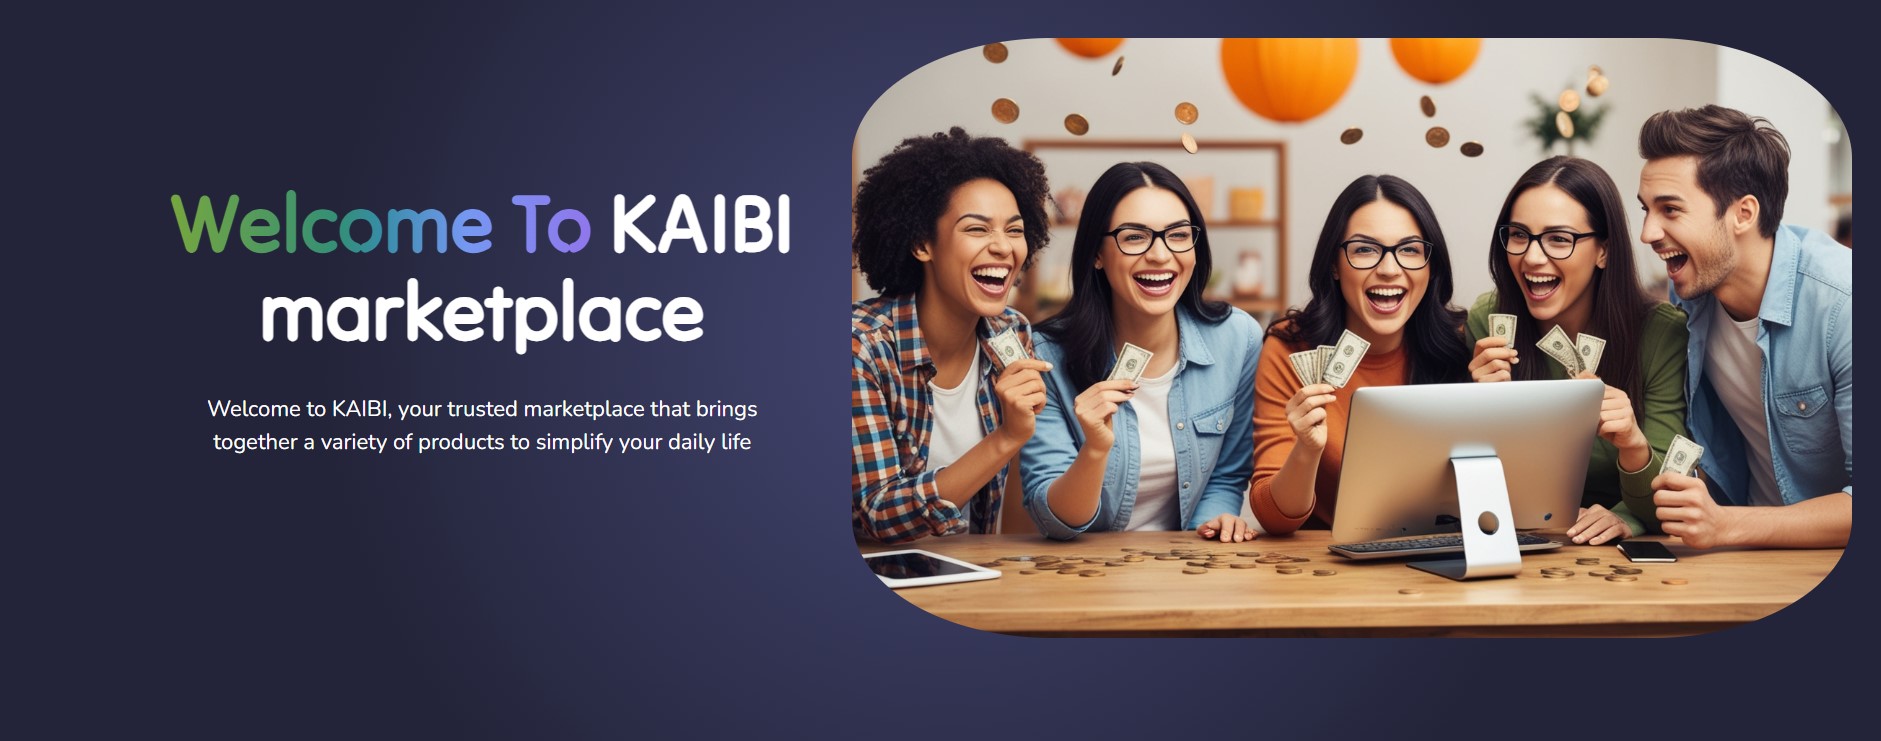 Welcome To KAIBI
marketplace
Welcome to KAIBI, your trusted marketplace that brings
together a variety of products to simplify your daily life